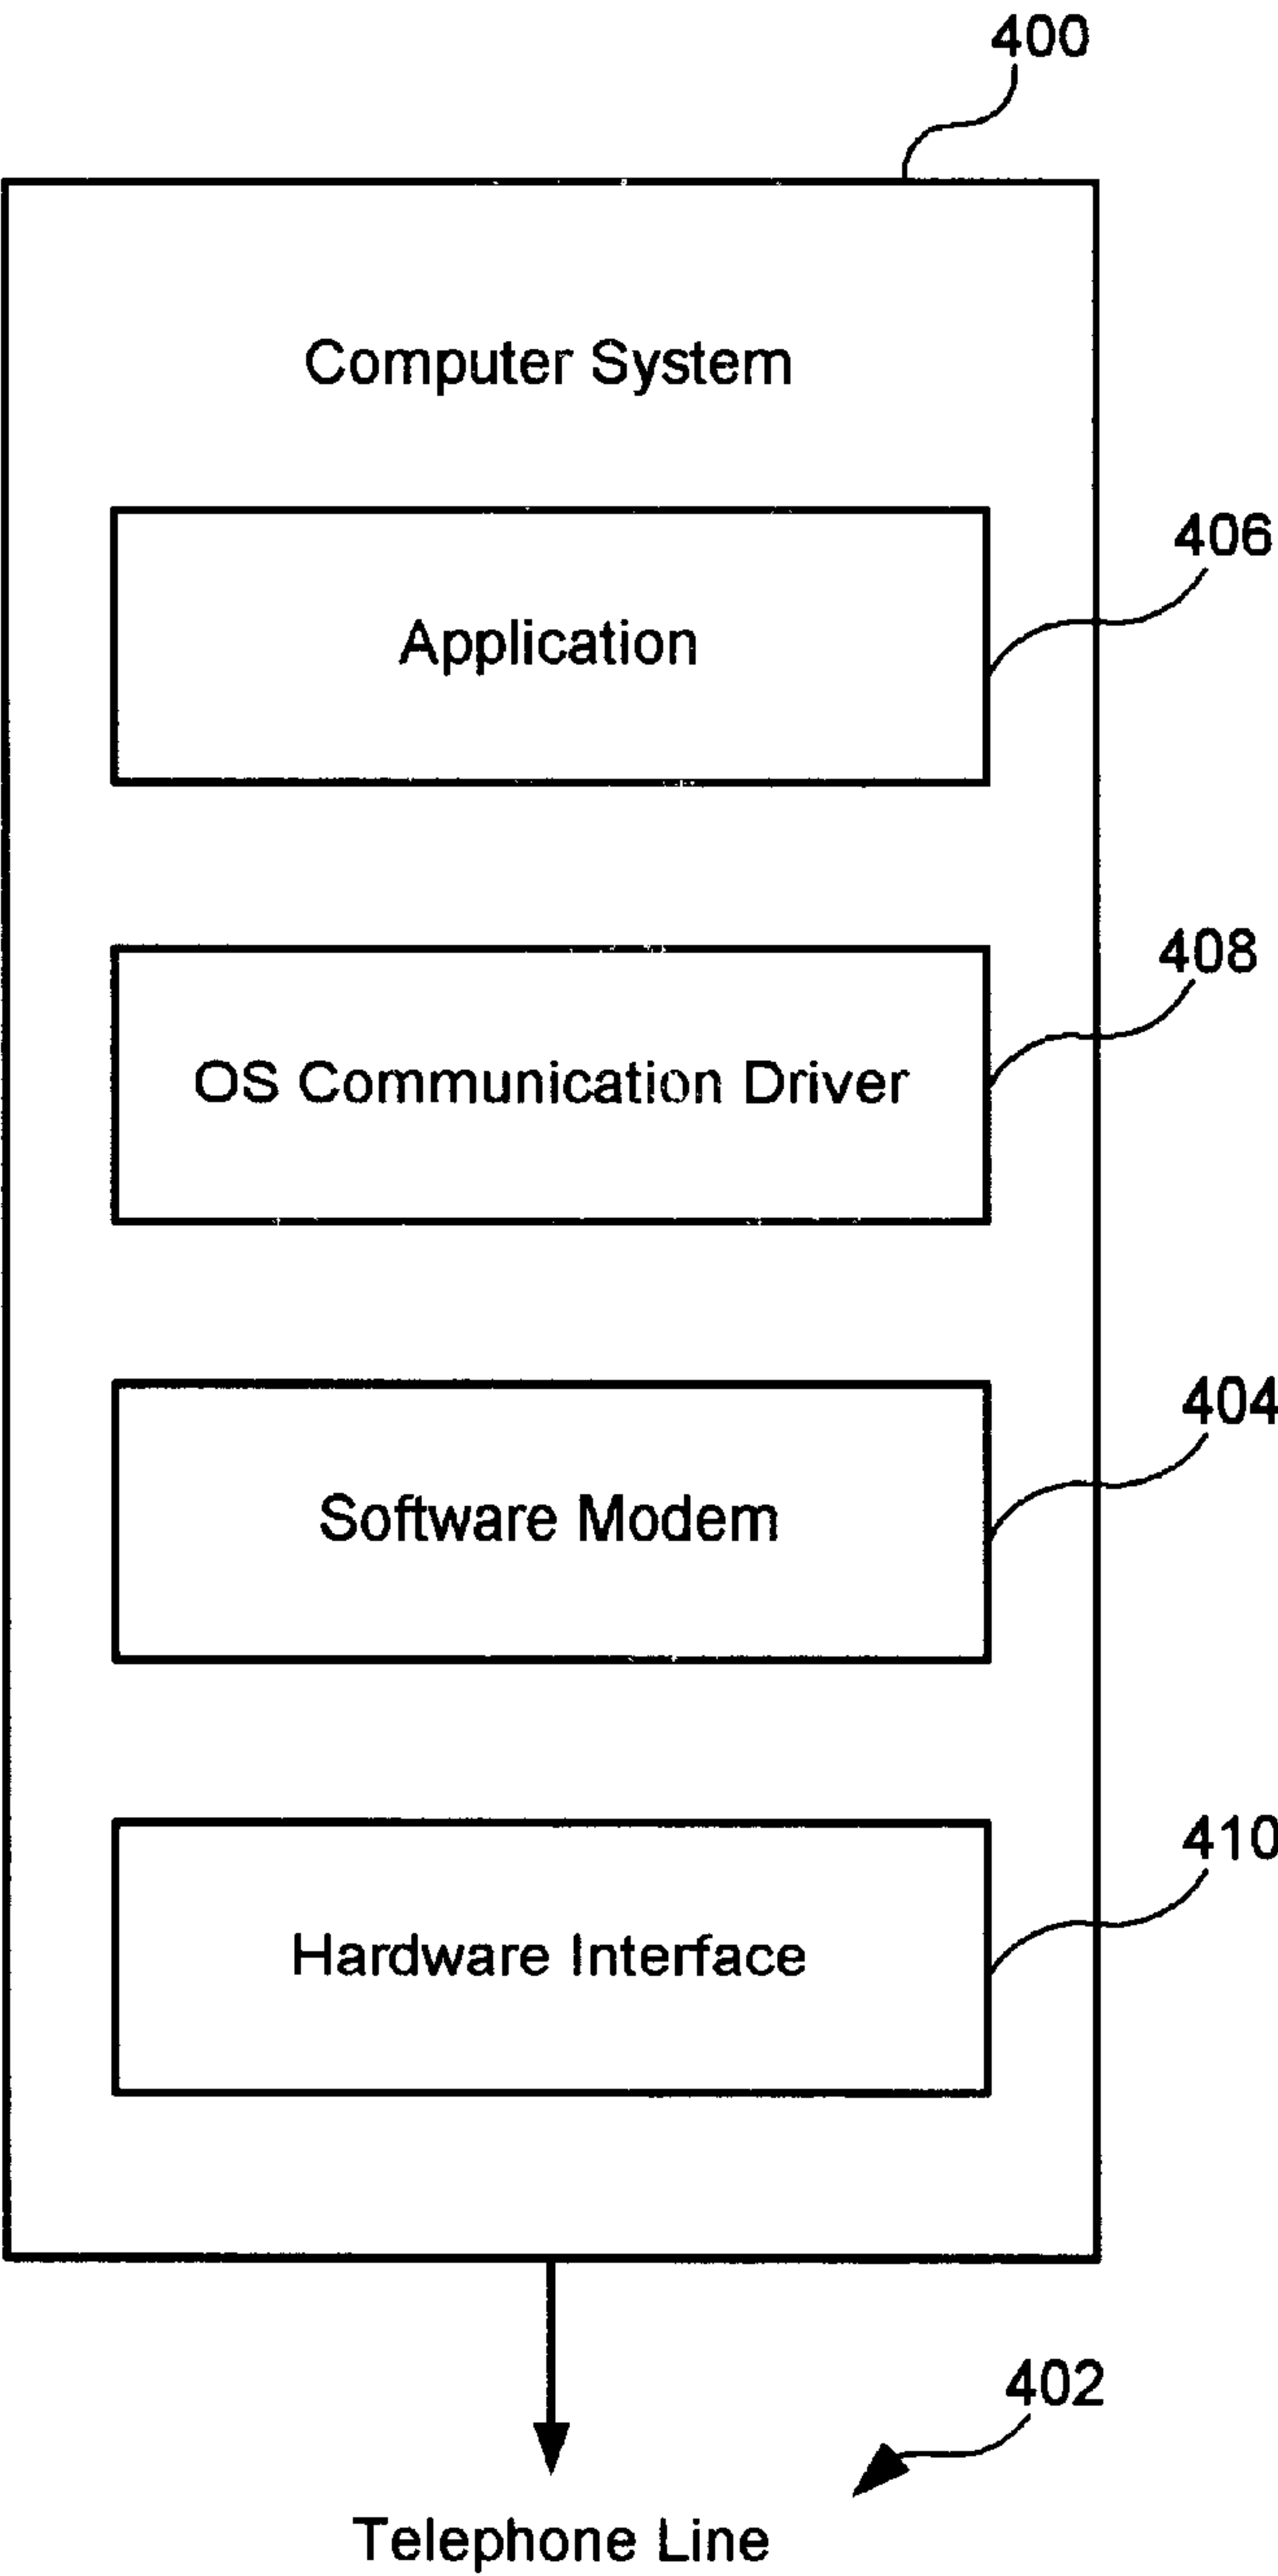 400
Computer System
406
Application
408
OS Communication Driver
404
Software Modem
410
Hardware Interface
402
Telephone Line